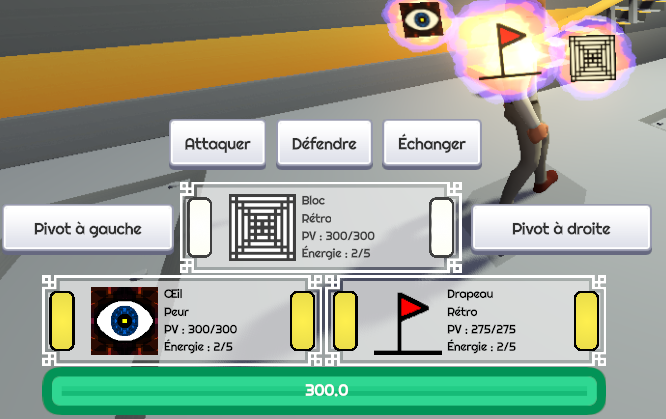 Attaquer
Défendre
Échanger
Pivot à gauche
Bloc
Rétro
PV : 300/300
Énergie : 2/5
Pivot à droite
Œil
Peur
PV : 300/300
Énergie : 2/5
Drapeau
Rétro
PV : 275/275
Énergie : 2/5
300.0